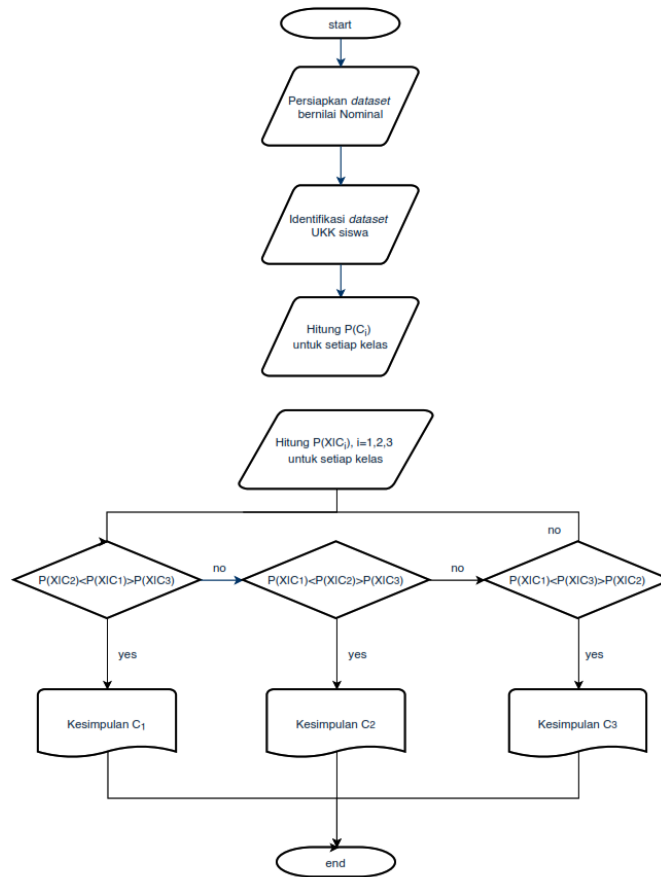 start
Persiapkan dataset
bernilai Nominal
Identifikasi dataset
UKK siswa
Hitung P(Ci)
untuk setiap kelas
Hitung P(XICi), i=1,2,3
untuk setiap kelas
no
P(XIC2)<P(XIC1)>P(XIC3)
no
P(XIC1)<P(XIC2)>P(XIC3)
no
P(XIC1)<P(XIC3)>P(XIC2)
yes
yes
yes
Kesimpulan C1
Kesimpulan C2
Kesimpulan C3
end